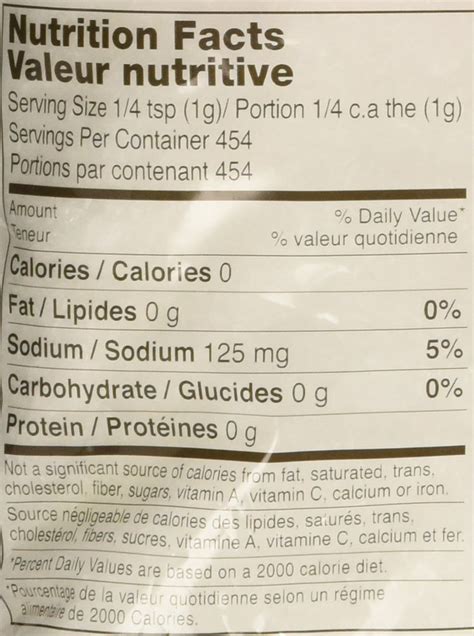 Nutrition Facts
Valeur nutritive
Serving Size 1/4 tsp (1g)/ Portion 1/4 c.a the (1g)
Servings Per Container 454
Portions par contenant 454
Amount % Daily Value*
Teneur % valeur quotidienne
Calories / Calories 0
Fat / Lipides 0 g 0%
Sodium / Sodium 125 mg 5%
Carbohydrate / Glucides 0 g 0%
Protein / Protéines 0 g
Not a significant source of calories from fat, saturated, trans,
cholesterol, fiber, sugars, vitamin A, vitamin C, calcium or iron.
Source négligeable de calories des lipides, saturés, trans,
cholestérol, fibers, sucres, vitamine A, vitamine C, calcium et fer.
*Percent Daily Values are based on a 2000 calorie diet.
*Pourcentage de la valeur quotidienne selon un régime
alimentaire de 2000 Calories.